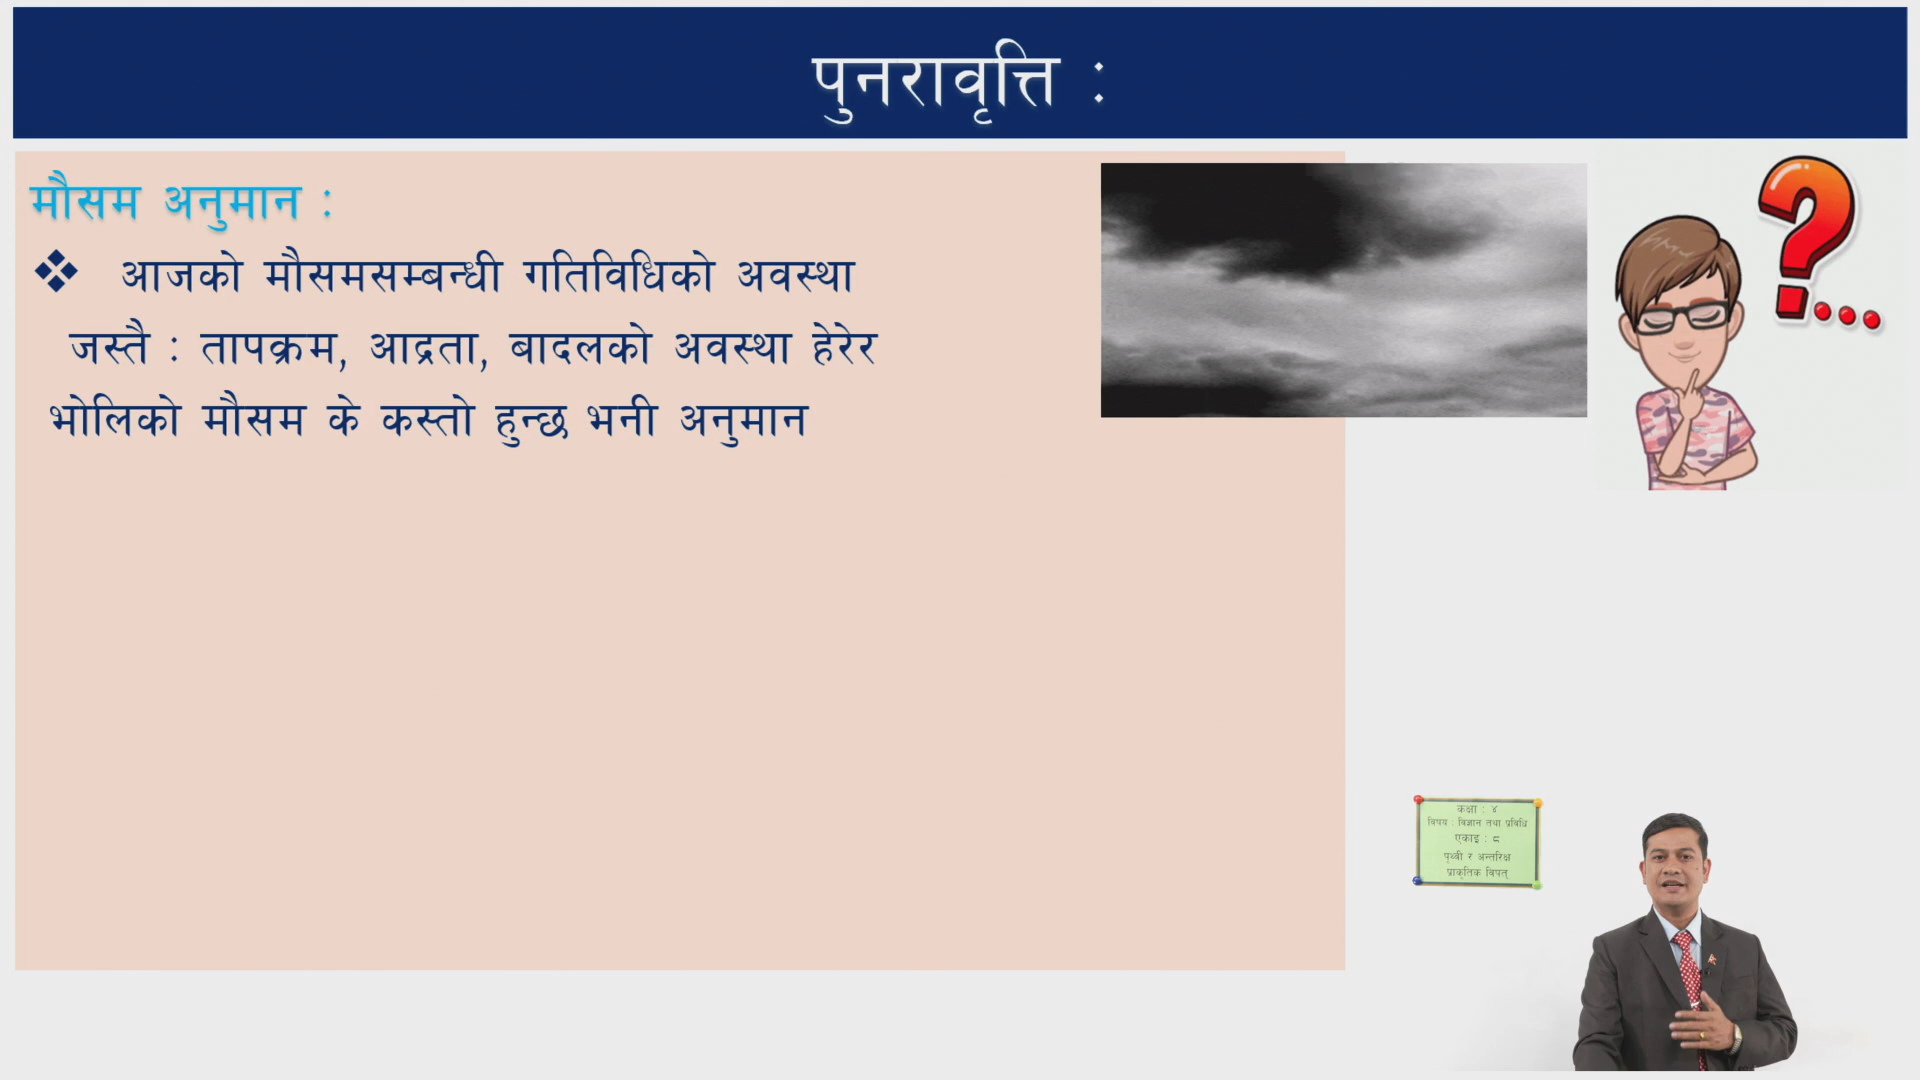 पुनरावृत्ति :
मौसम अनुमान :
❖ आजको मौसमसम्बन्धी गतिविधिको अवस्था
जस्तै : तापक्रम, आद्रता, बादलको अवस्था हेरेर
भोलिको मौसम के कस्तो हुन्छ भनी अनुमान
कक्षा : ४
विषय : विज्ञान तथा प्रविधि
एकाइ : ८
पृथ्वी र अन्तरिक्ष
प्राकृतिक विपत्